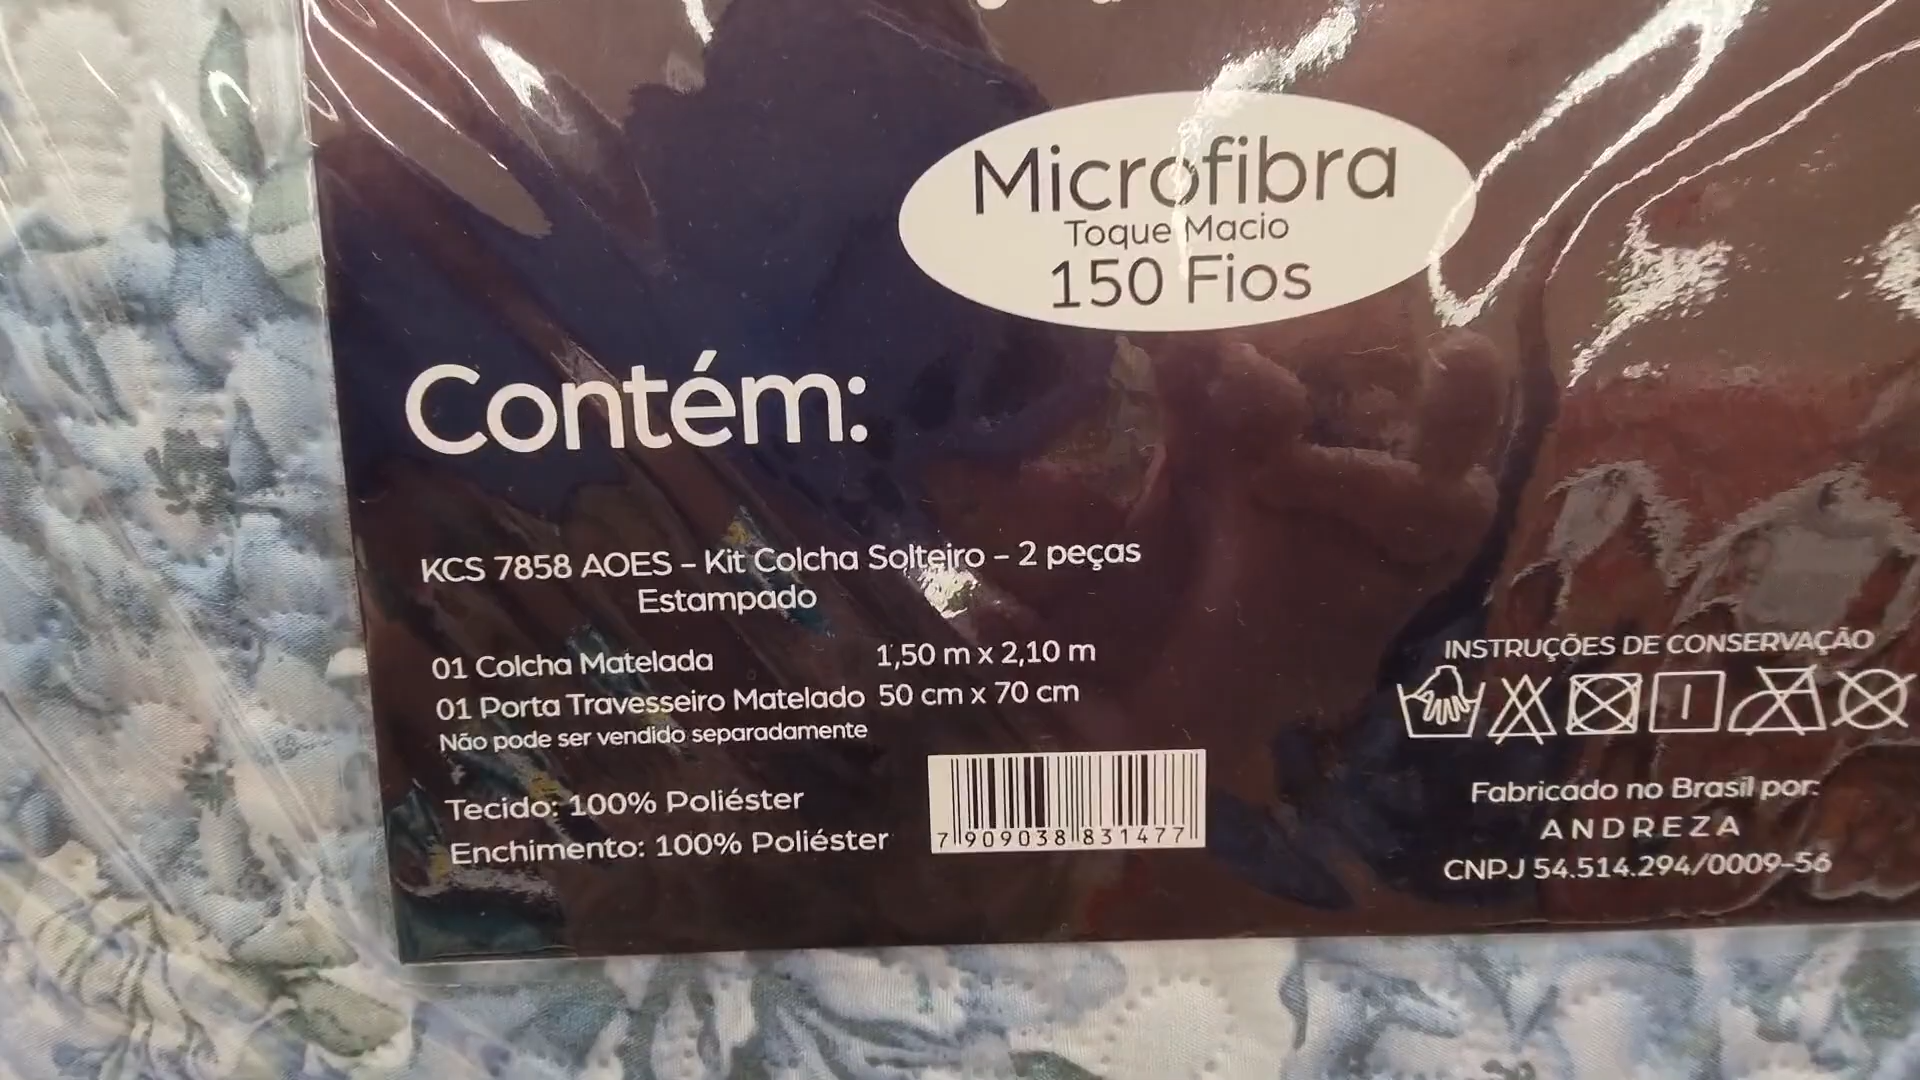 Microfibra
Toque Macio
150 Fios
Contém:
KCS 7858 AOES – Kit Colcha Solteiro – 2 peças
Estampado
01 Colcha Matelada 1,50 m x 2,10 m
01 Porta Travesseiro Matelado 50 cm x 70 cm
Não pode ser vendido separadamente
Tecido: 100% Poliéster
Enchimento: 100% Poliéster
7 909038 831477
INSTRUÇÕES DE CONSERVAÇÃO
Fabricado no Brasil por:
ANDREZA
CNPJ 54.514.294/0009-56